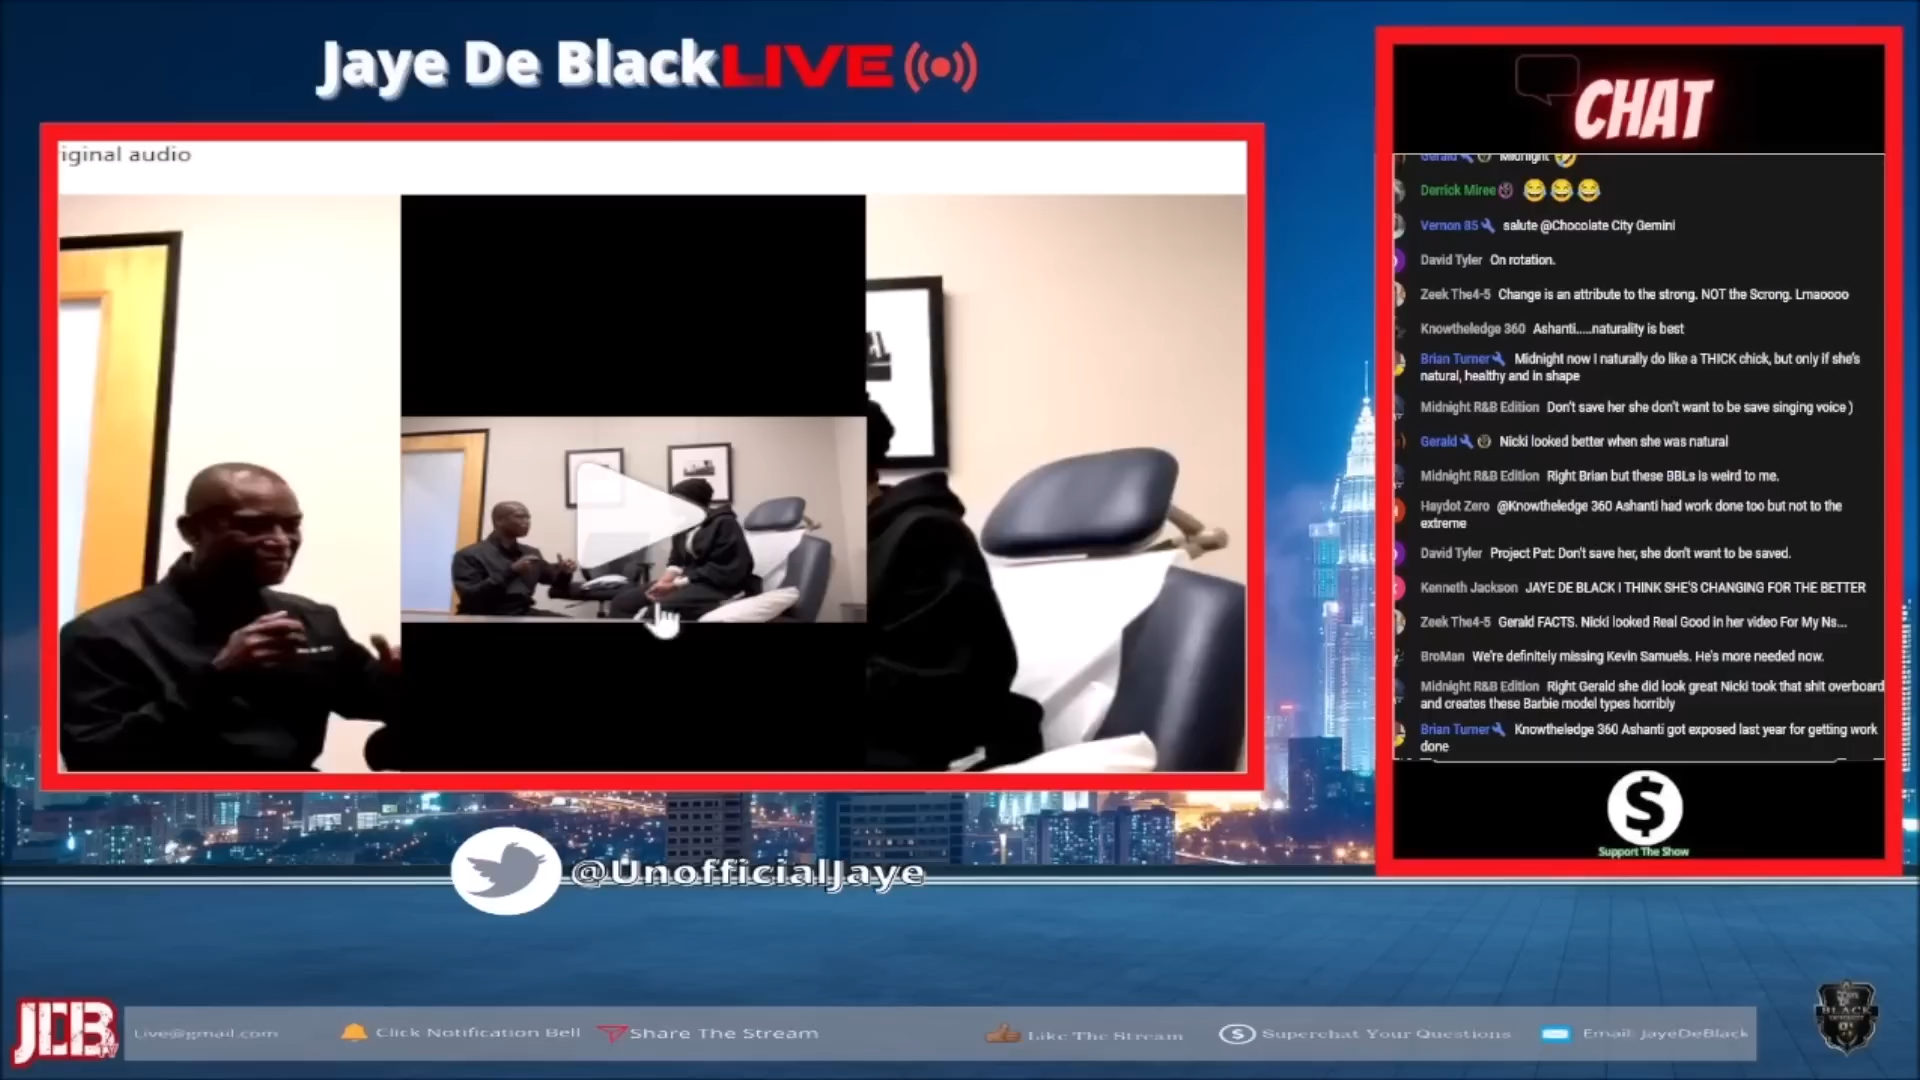 Jaye De BlackLIVE
iginal audio
CHAT
Gerald Midnight
Derrick Miree
Vernon 85 salute @Chocolate City Gemini
David Tyler On rotation.
Zeek The4-5 Change is an attribute to the strong. NOT the Scrong. Lmaoooo
Knowtheledge 360 Ashanti.....naturality is best
Brian Turner Midnight now I naturally do like a THICK chick, but only if she's
natural, healthy and in shape
Midnight R&B Edition Don't save her she don't want to be save singing voice )
Gerald Nicki looked better when she was natural
Midnight R&B Edition Right Brian but these BBLs is weird to me.
Haydot Zero @Knowtheledge 360 Ashanti had work done too but not to the
extreme
David Tyler Project Pat: Don't save her, she don't want to be saved.
Kenneth Jackson JAYE DE BLACK I THINK SHE'S CHANGING FOR THE BETTER
Zeek The4-5 Gerald FACTS. Nicki looked Real Good in her video For My Ns...
BroMan We're definitely missing Kevin Samuels. He's more needed now.
Midnight R&B Edition Right Gerald she did look great Nicki took that shit overboard
and creates these Barbie model types horribly
Brian Turner Knowtheledge 360 Ashanti got exposed last year for getting work
done
$
Support The Show
@UnofficialJaye
JDB TV
Live@gmail.com
Click Notification Bell
Share The Stream
Like The Stream
$ Superchat Your Questions
Email: JayeDeBlack
BLACK